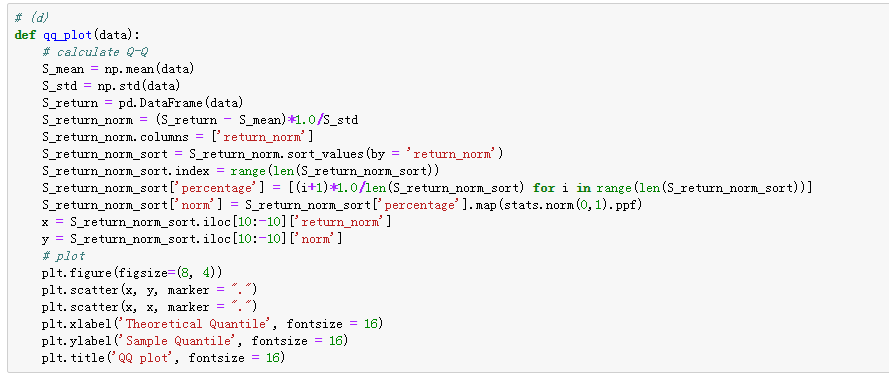 # (d)
def qq_plot(data):
    # calculate Q-Q
    S_mean = np.mean(data)
    S_std = np.std(data)
    S_return = pd.DataFrame(data)
    S_return_norm = (S_return - S_mean)*1.0/S_std
    S_return_norm.columns = ['return_norm']
    S_return_norm_sort = S_return_norm.sort_values(by = 'return_norm')
    S_return_norm_sort.index = range(len(S_return_norm_sort))
    S_return_norm_sort['percentage'] = [(i+1)*1.0/len(S_return_norm_sort) for i in range(len(S_return_norm_sort))]
    S_return_norm_sort['norm'] = S_return_norm_sort['percentage'].map(stats.norm(0,1).ppf)
    x = S_return_norm_sort.iloc[10:-10]['return_norm']
    y = S_return_norm_sort.iloc[10:-10]['norm']
    # plot
    plt.figure(figsize=(8, 4))
    plt.scatter(x, y, marker = ".")
    plt.scatter(x, x, marker = ".")
    plt.xlabel('Theoretical Quantile', fontsize = 16)
    plt.ylabel('Sample Quantile', fontsize = 16)
    plt.title('QQ plot', fontsize = 16)